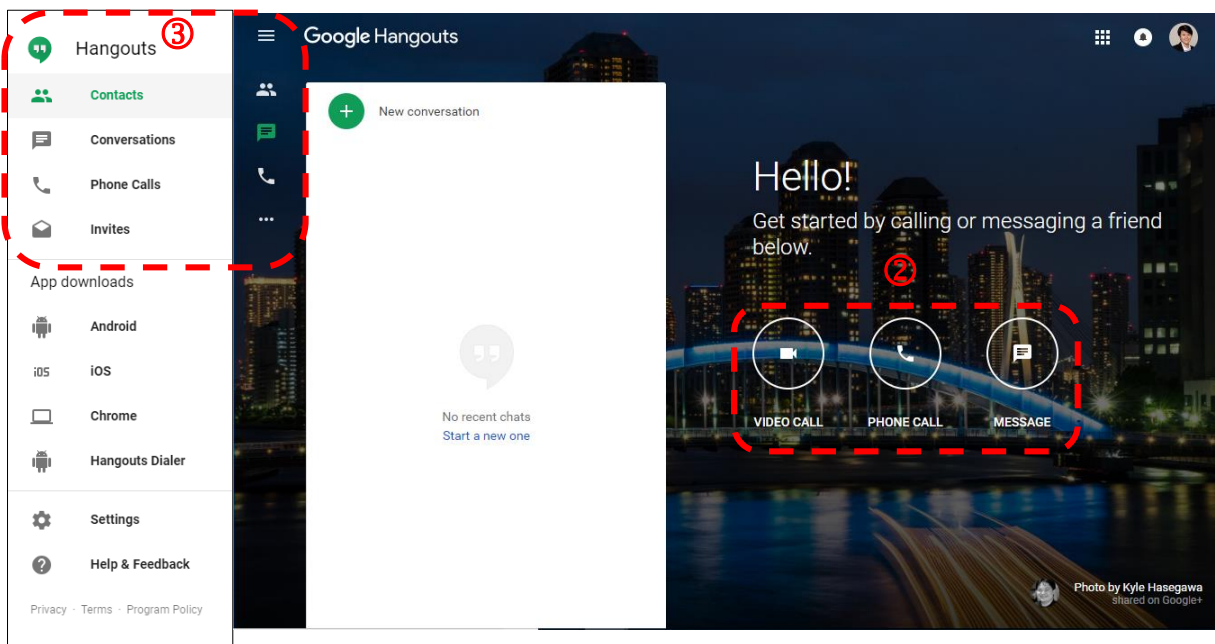 ③
Hangouts
Contacts
Conversations
Phone Calls
Invites
App downloads
Android
iOS
iOS
Chrome
Hangouts Dialer
Settings
Help & Feedback
Privacy · Terms · Program Policy
Google Hangouts
New conversation
No recent chats
Start a new one
Hello!
Get started by calling or messaging a friend
below.
②
VIDEO CALL
PHONE CALL
MESSAGE
Photo by Kyle Hasegawa
shared on Google+